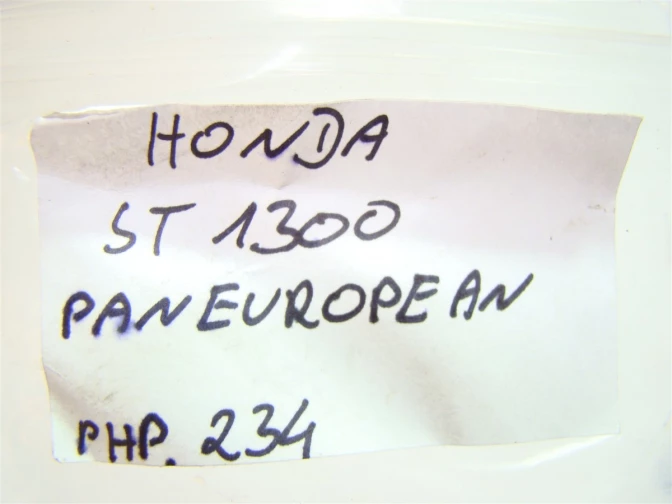 HONDA
ST 1300
PANEUROPEAN
PHP. 234